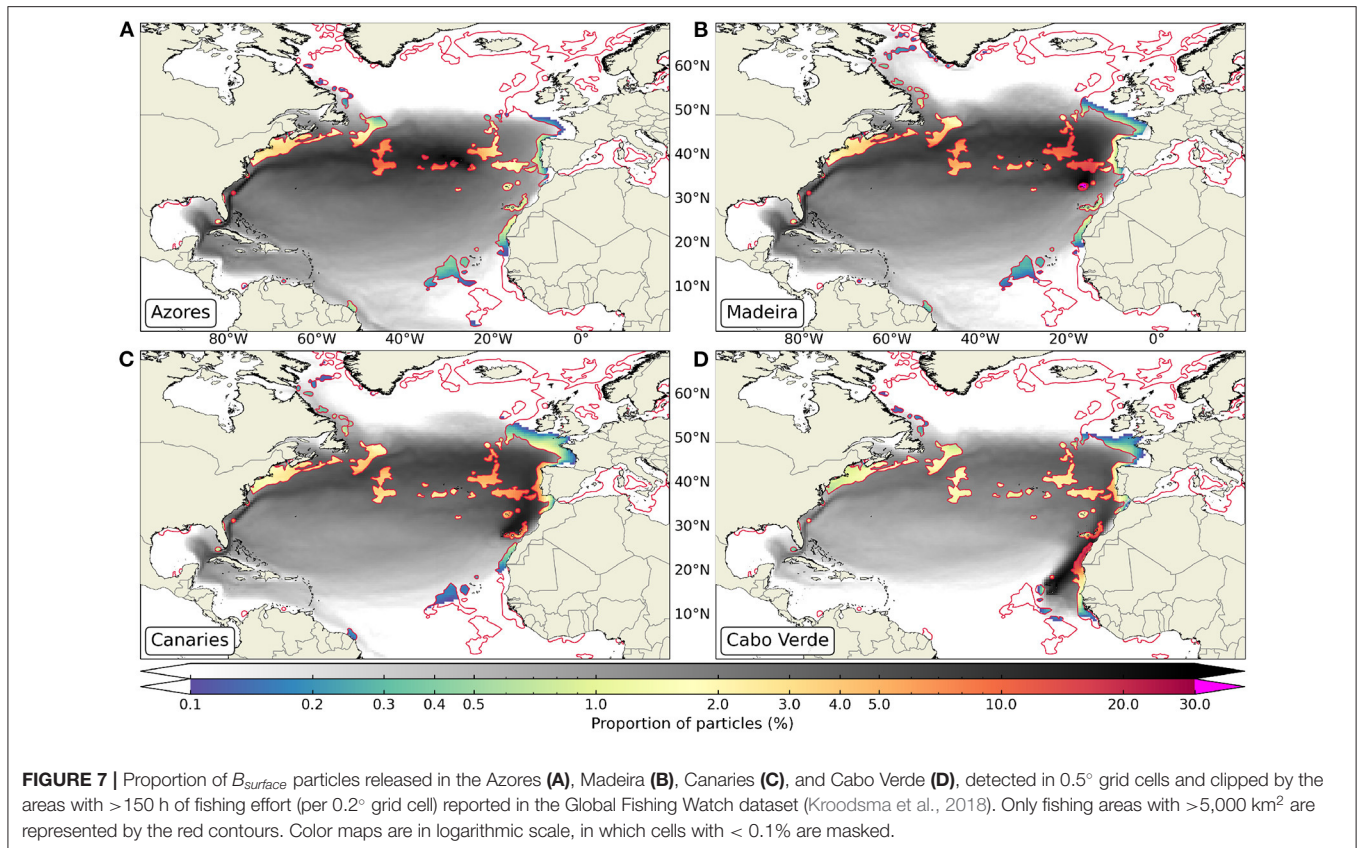 A
B
60°N
50°N
40°N
30°N
20°N
10°N
Azores
Madeira
80°W 60°W 40°W 20°W 0° 80°W 60°W 40°W 20°W 0°
C
D
60°N
50°N
40°N
30°N
20°N
10°N
Canaries
Cabo Verde
0.1 0.2 0.3 0.4 0.5 1.0 2.0 3.0 4.0 5.0 10.0 20.0 30.0
Proportion of particles (%)
FIGURE 7 | Proportion of Bsurface particles released in the Azores (A), Madeira (B), Canaries (C), and Cabo Verde (D), detected in 0.5° grid cells and clipped by the
areas with >150 h of fishing effort (per 0.2° grid cell) reported in the Global Fishing Watch dataset (Kroodsma et al., 2018). Only fishing areas with >5,000 km² are
represented by the red contours. Color maps are in logarithmic scale, in which cells with < 0.1% are masked.